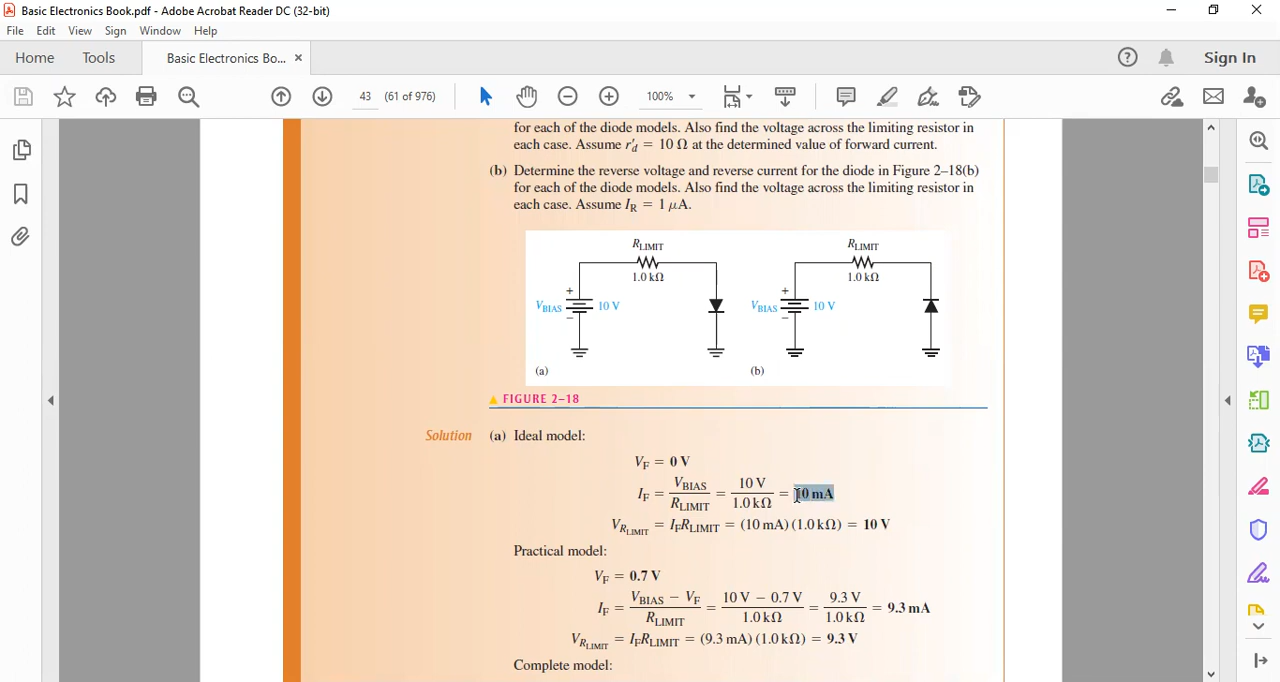 Basic Electronics Book.pdf - Adobe Acrobat Reader DC (32-bit)
File Edit View Sign Window Help
Home Tools Basic Electronics Bo... × Sign In
43 (61 of 976) 100%
for each of the diode models. Also find the voltage across the limiting resistor in
each case. Assume r′d = 10 Ω at the determined value of forward current.
(b) Determine the reverse voltage and reverse current for the diode in Figure 2–18(b)
for each of the diode models. Also find the voltage across the limiting resistor in
each case. Assume IR = 1 μA.
RLIMIT RLIMIT
1.0 kΩ 1.0 kΩ
+ +
VBIAS 10 V VBIAS 10 V
– –
(a) (b)
▲ FIGURE 2–18
Solution (a) Ideal model:
VF = 0 V
IF = VBIAS / RLIMIT = 10 V / 1.0 kΩ = 10 mA
VRLIMIT = IFRLIMIT = (10 mA)(1.0 kΩ) = 10 V
Practical model:
VF = 0.7 V
IF = VBIAS − VF / RLIMIT = 10 V − 0.7 V / 1.0 kΩ = 9.3 V / 1.0 kΩ = 9.3 mA
VRLIMIT = IFRLIMIT = (9.3 mA)(1.0 kΩ) = 9.3 V
Complete model: